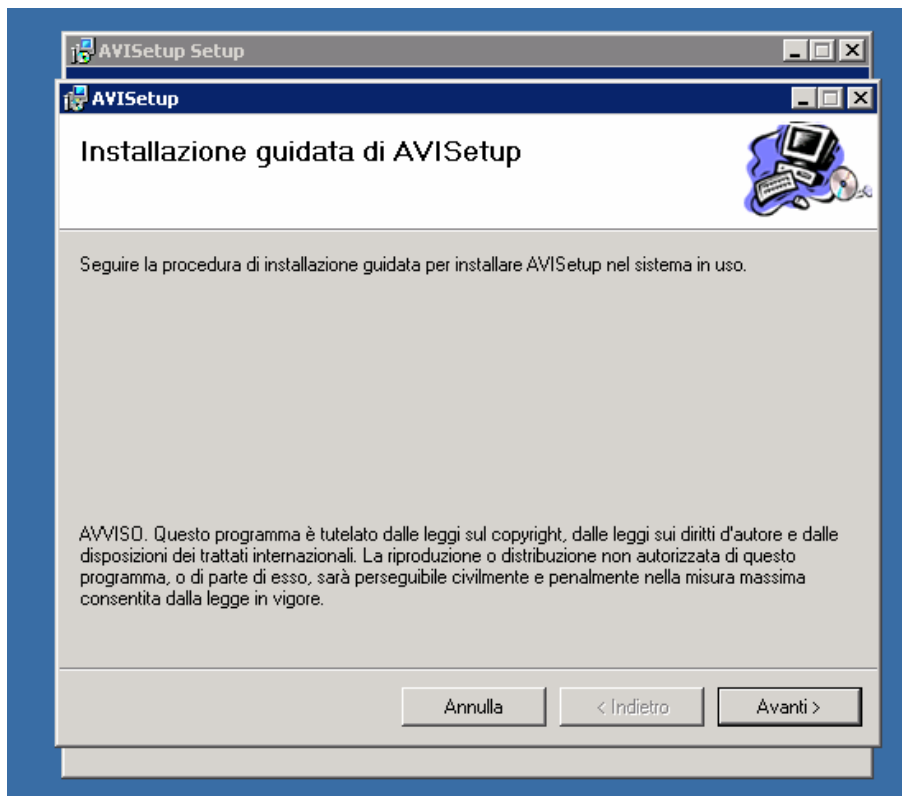 AVISetup Setup
AVISetup
Installazione guidata di AVISetup
Seguire la procedura di installazione guidata per installare AVISetup nel sistema in uso.
AVVISO. Questo programma è tutelato dalle leggi sul copyright, dalle leggi sui diritti d'autore e dalle
disposizioni dei trattati internazionali. La riproduzione o distribuzione non autorizzata di questo
programma, o di parte di esso, sarà perseguibile civilmente e penalmente nella misura massima
consentita dalla legge in vigore.
Annulla
< Indietro
Avanti >